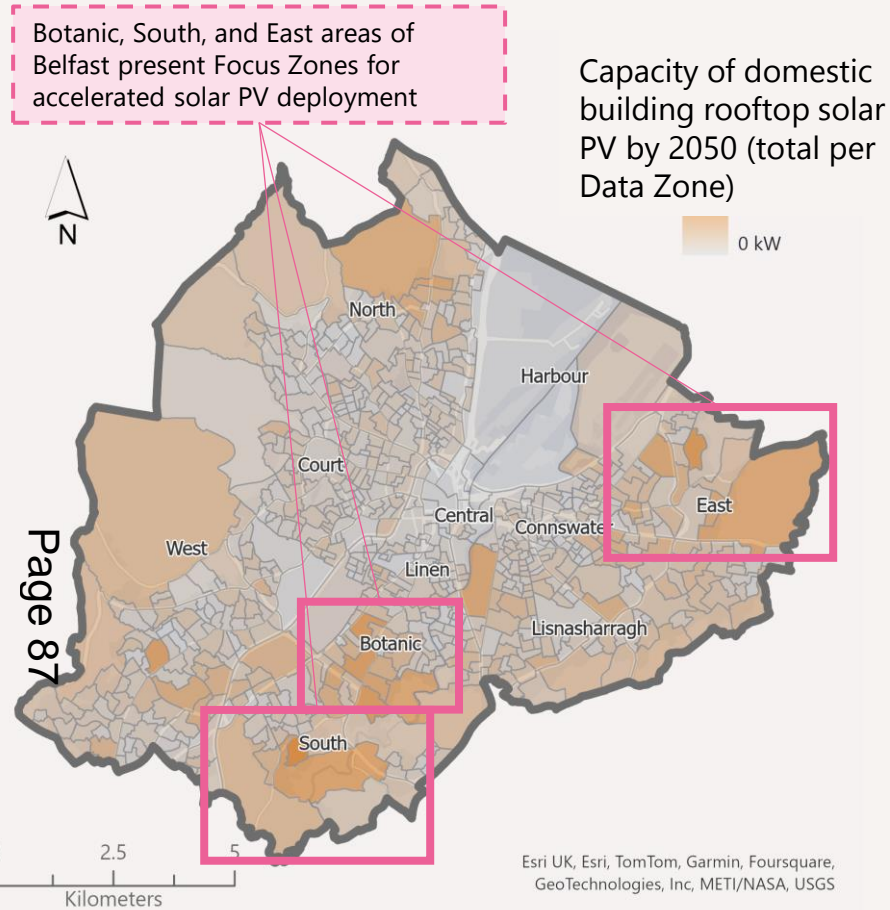 Botanic, South, and East areas of
Belfast present Focus Zones for
accelerated solar PV deployment
Capacity of domestic
building rooftop solar
PV by 2050 (total per
Data Zone)
0 kW
N
North
Harbour
Court
Central
Connswater
East
West
Linen
Botanic
Lisnasharragh
South
Page 87
2.5
5
Kilometers
Esri UK, Esri, TomTom, Garmin, Foursquare,
GeoTechnologies, Inc, METI/NASA, USGS